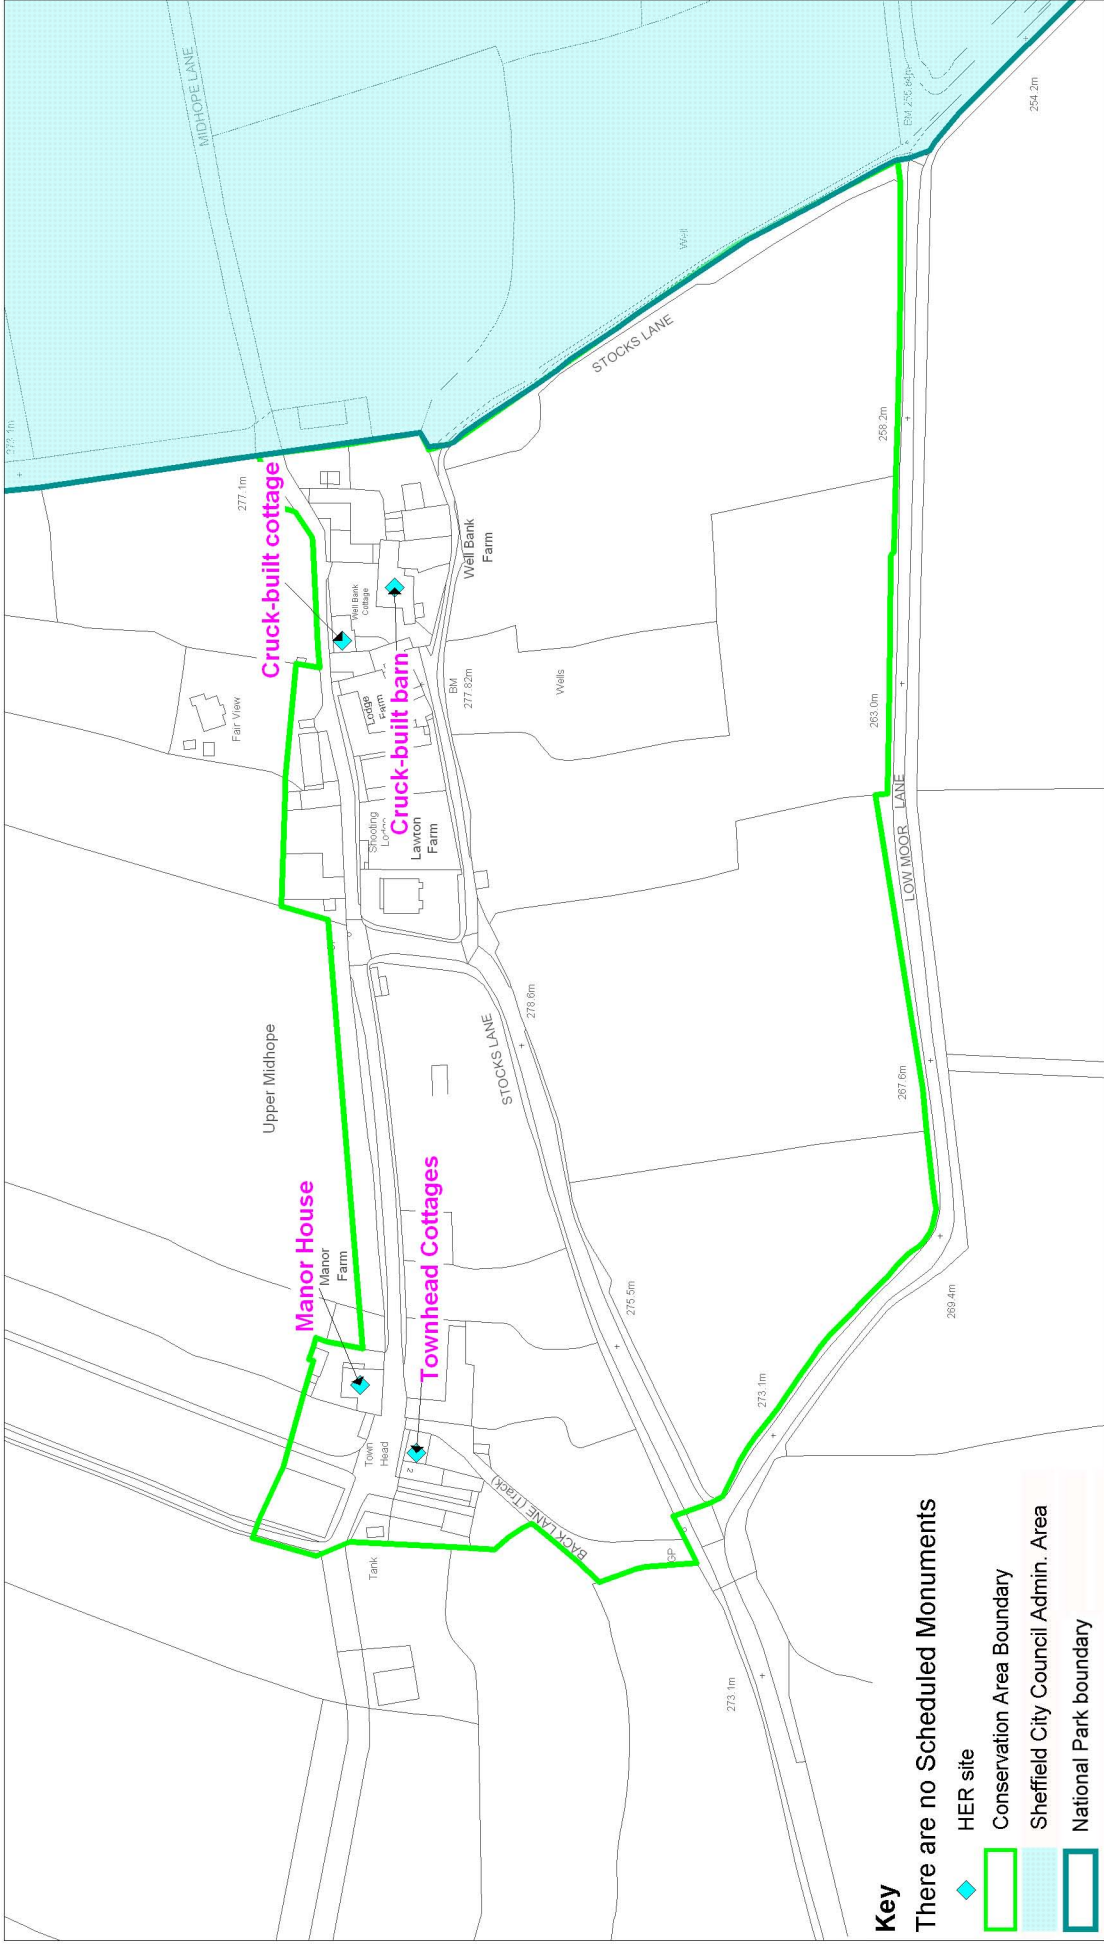 MIDHOPE LANE
BM 255.84m
254.2m
Well
STOCKS LANE
258.2m
277.1m
Cruck-built cottage
Well Bank
Cottage
Well Bank
Farm
Fair View
Lodge
Farm
Cruck-built barn
BM
277.82m
Wells
263.0m
Shooting
Lodge
Lawton
Farm
LOW MOOR LANE
Upper Midhope
STOCKS LANE
278.6m
267.6m
Manor House
Manor
Farm
Townhead Cottages
275.5m
269.4m
Town
Head
2
273.1m
BACK LANE (Track)
Tank
GP
273.1m
Key
There are no Scheduled Monuments
HER site
Conservation Area Boundary
Sheffield City Council Admin. Area
National Park boundary